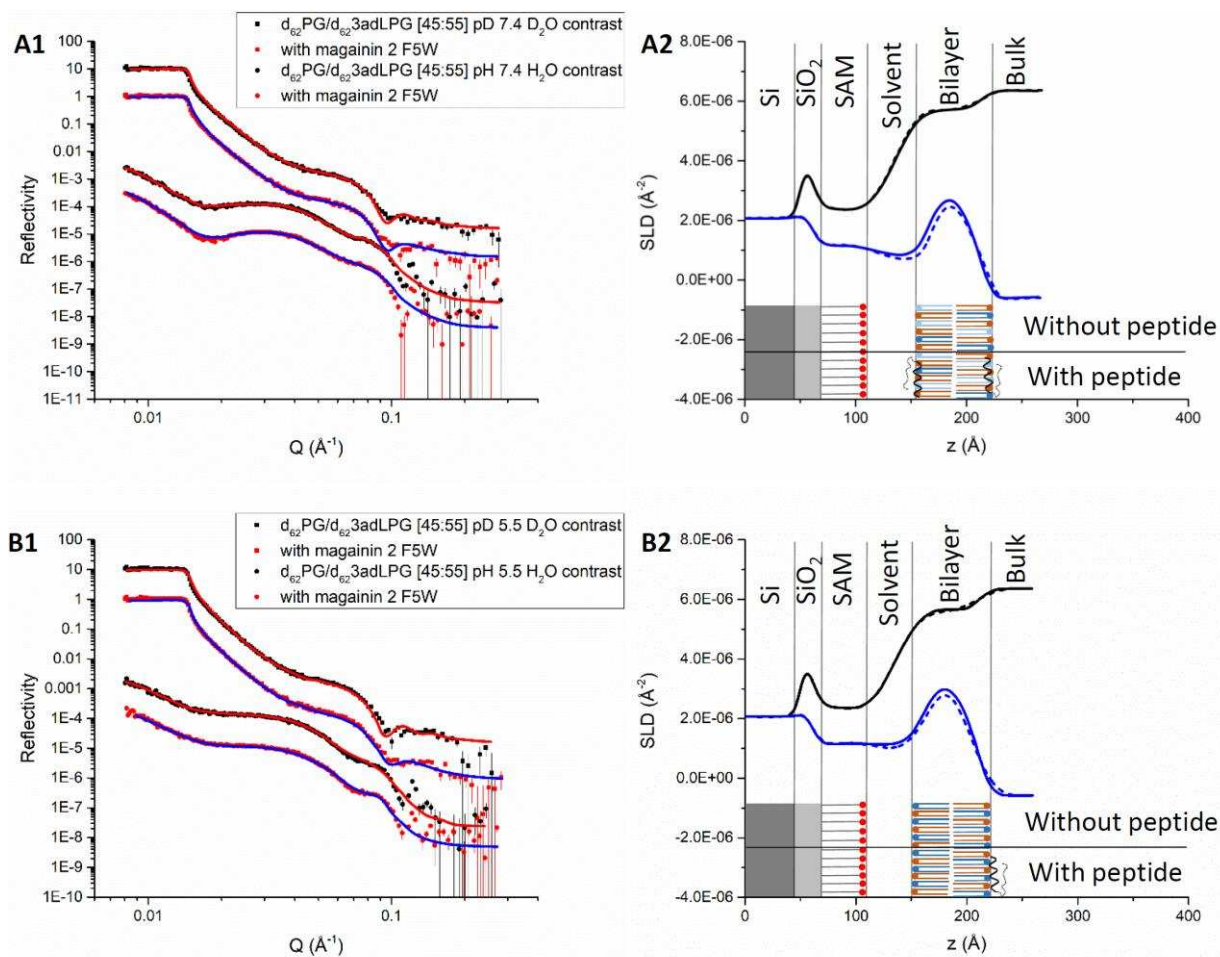 A1
d₆₂PG/d₆₂3adLPG [45:55] pD 7.4 D₂O contrast
with magainin 2 F5W
d₆₂PG/d₆₂3adLPG [45:55] pH 7.4 H₂O contrast
with magainin 2 F5W
100
10
1
0.1
0.01
1E-3
1E-4
1E-5
1E-6
1E-7
1E-8
1E-9
1E-10
1E-11
Reflectivity
0.01
0.1
Q (Å⁻¹)
A2
8.0E-06
6.0E-06
4.0E-06
2.0E-06
0.0E+00
-2.0E-06
-4.0E-06
SLD (Å⁻²)
Si
SiO₂
SAM
Solvent
Bilayer
Bulk
Without peptide
With peptide
0
100
200
300
400
z (Å)
B1
d₆₂PG/d₆₂3adLPG [45:55] pD 5.5 D₂O contrast
with magainin 2 F5W
d₆₂PG/d₆₂3adLPG [45:55] pH 5.5 H₂O contrast
with magainin 2 F5W
100
10
1
0.1
0.01
0.001
1E-4
1E-5
1E-6
1E-7
1E-8
1E-9
1E-10
Reflectivity
0.01
0.1
Q (Å⁻¹)
B2
8.0E-06
6.0E-06
4.0E-06
2.0E-06
0.0E+00
-2.0E-06
-4.0E-06
SLD (Å⁻²)
Si
SiO₂
SAM
Solvent
Bilayer
Bulk
Without peptide
With peptide
0
100
200
300
400
z (Å)